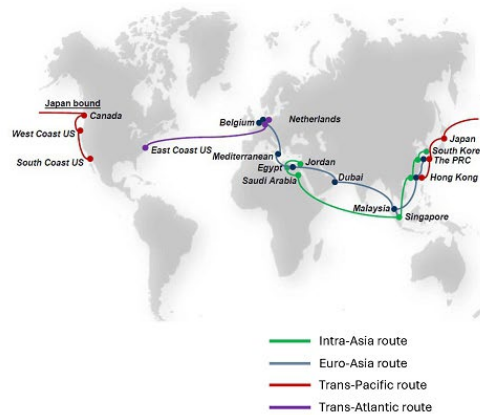 Japan bound
Canada
West Coast US
South Coast US
East Coast US
Belgium
Netherlands
Mediterranean
Egypt
Jordan
Saudi Arabia
Dubai
Malaysia
Singapore
Japan
South Kore
The PRC
Hong Kong
Intra-Asia route
Euro-Asia route
Trans-Pacific route
Trans-Atlantic route